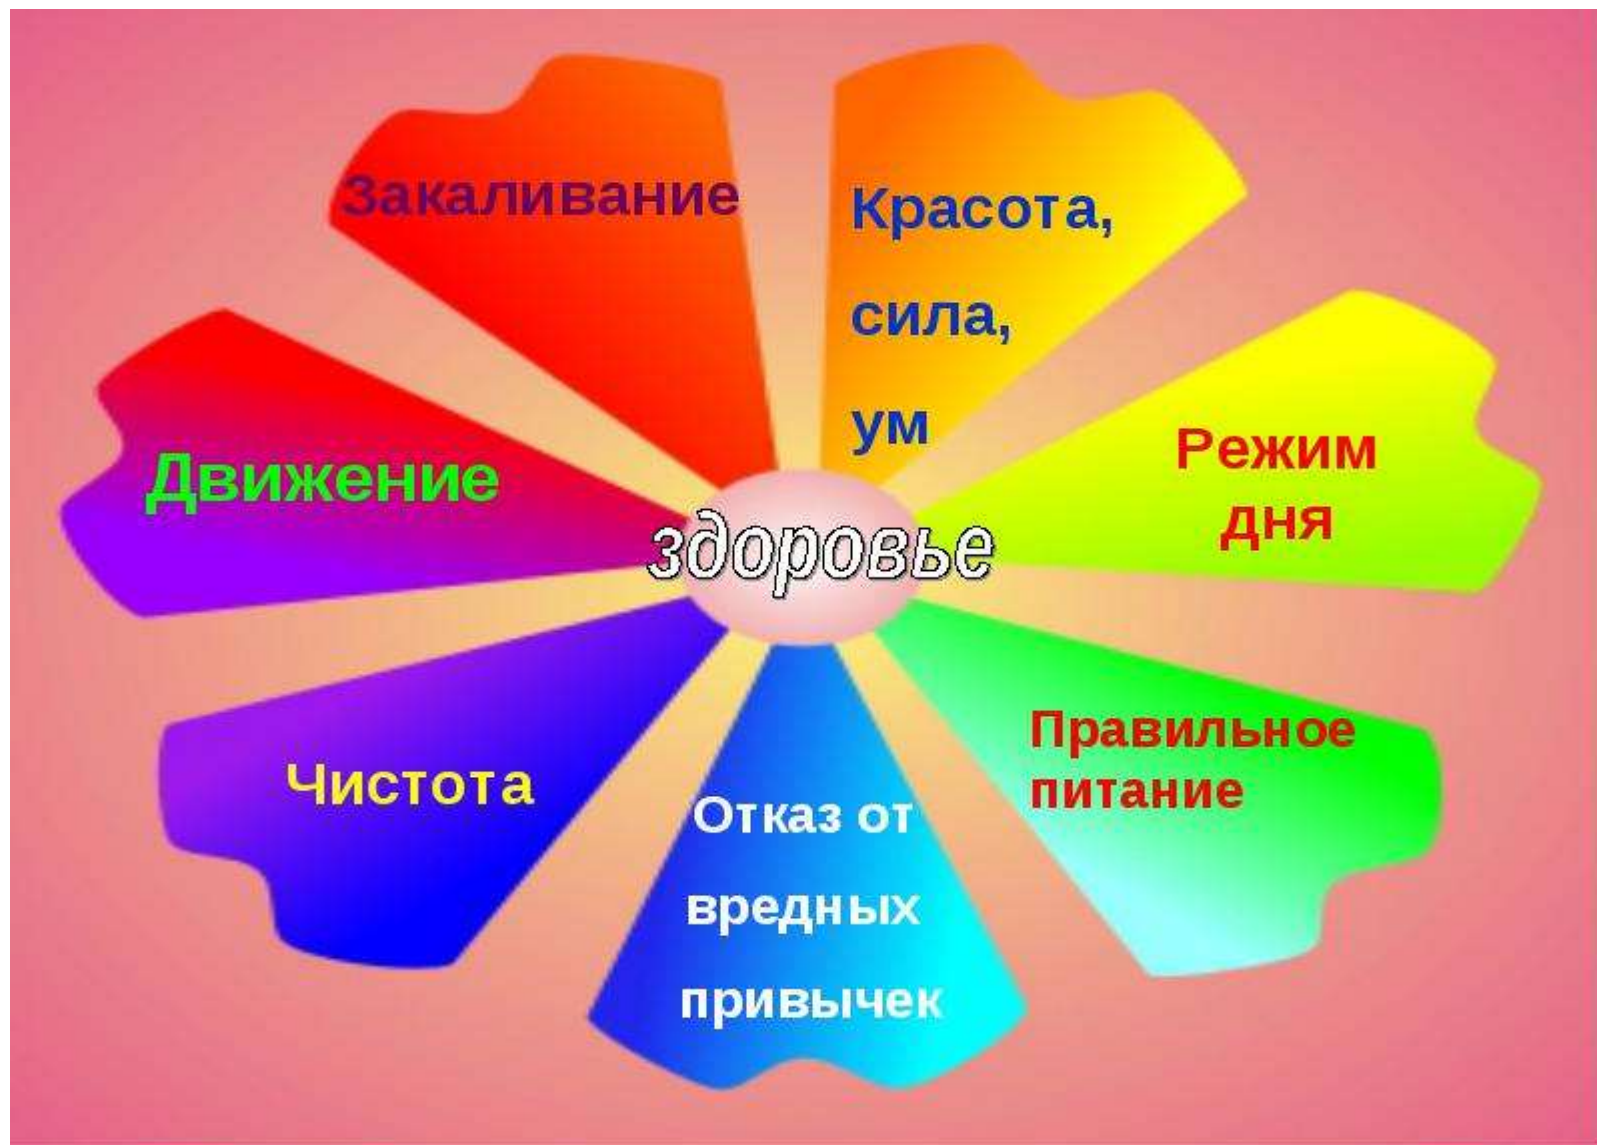 Закаливание
Красота,
сила,
ум
Режим
дня
Движение
здоровье
Правильное
питание
Чистота
Отказ от
вредных
привычек